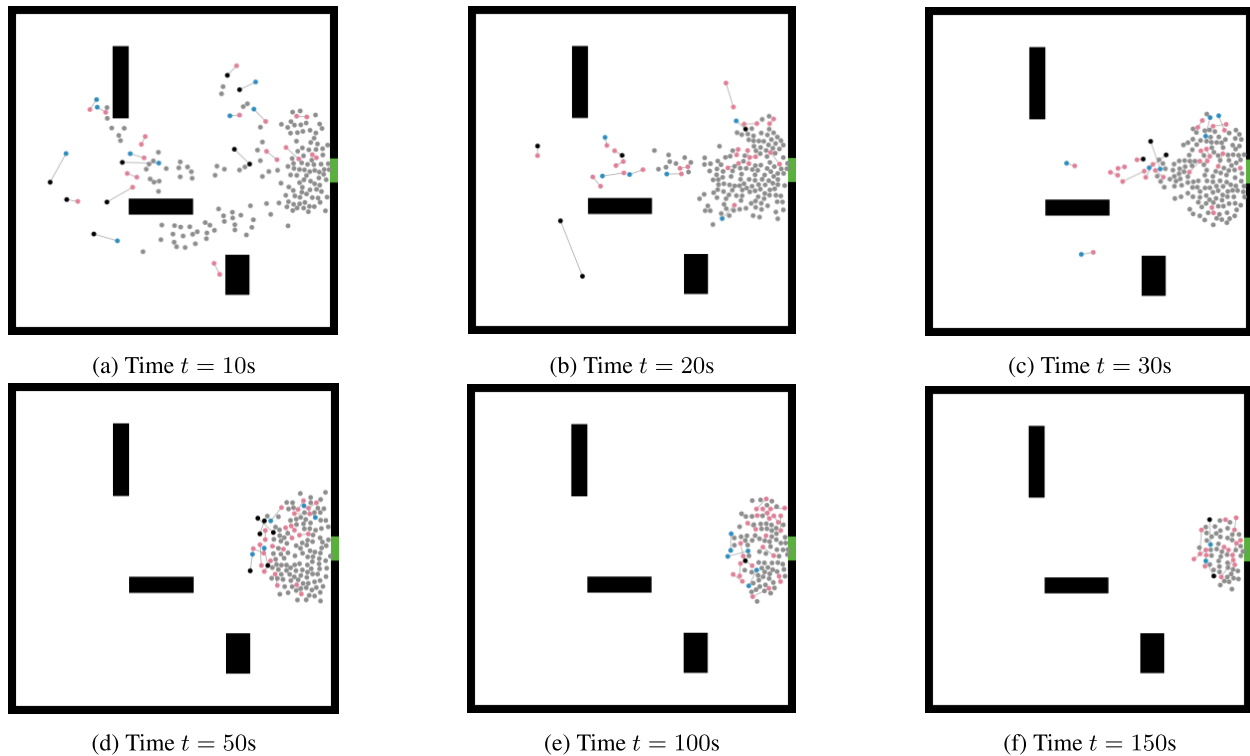 (a) Time t = 10s
(b) Time t = 20s
(c) Time t = 30s
(d) Time t = 50s
(e) Time t = 100s
(f) Time t = 150s